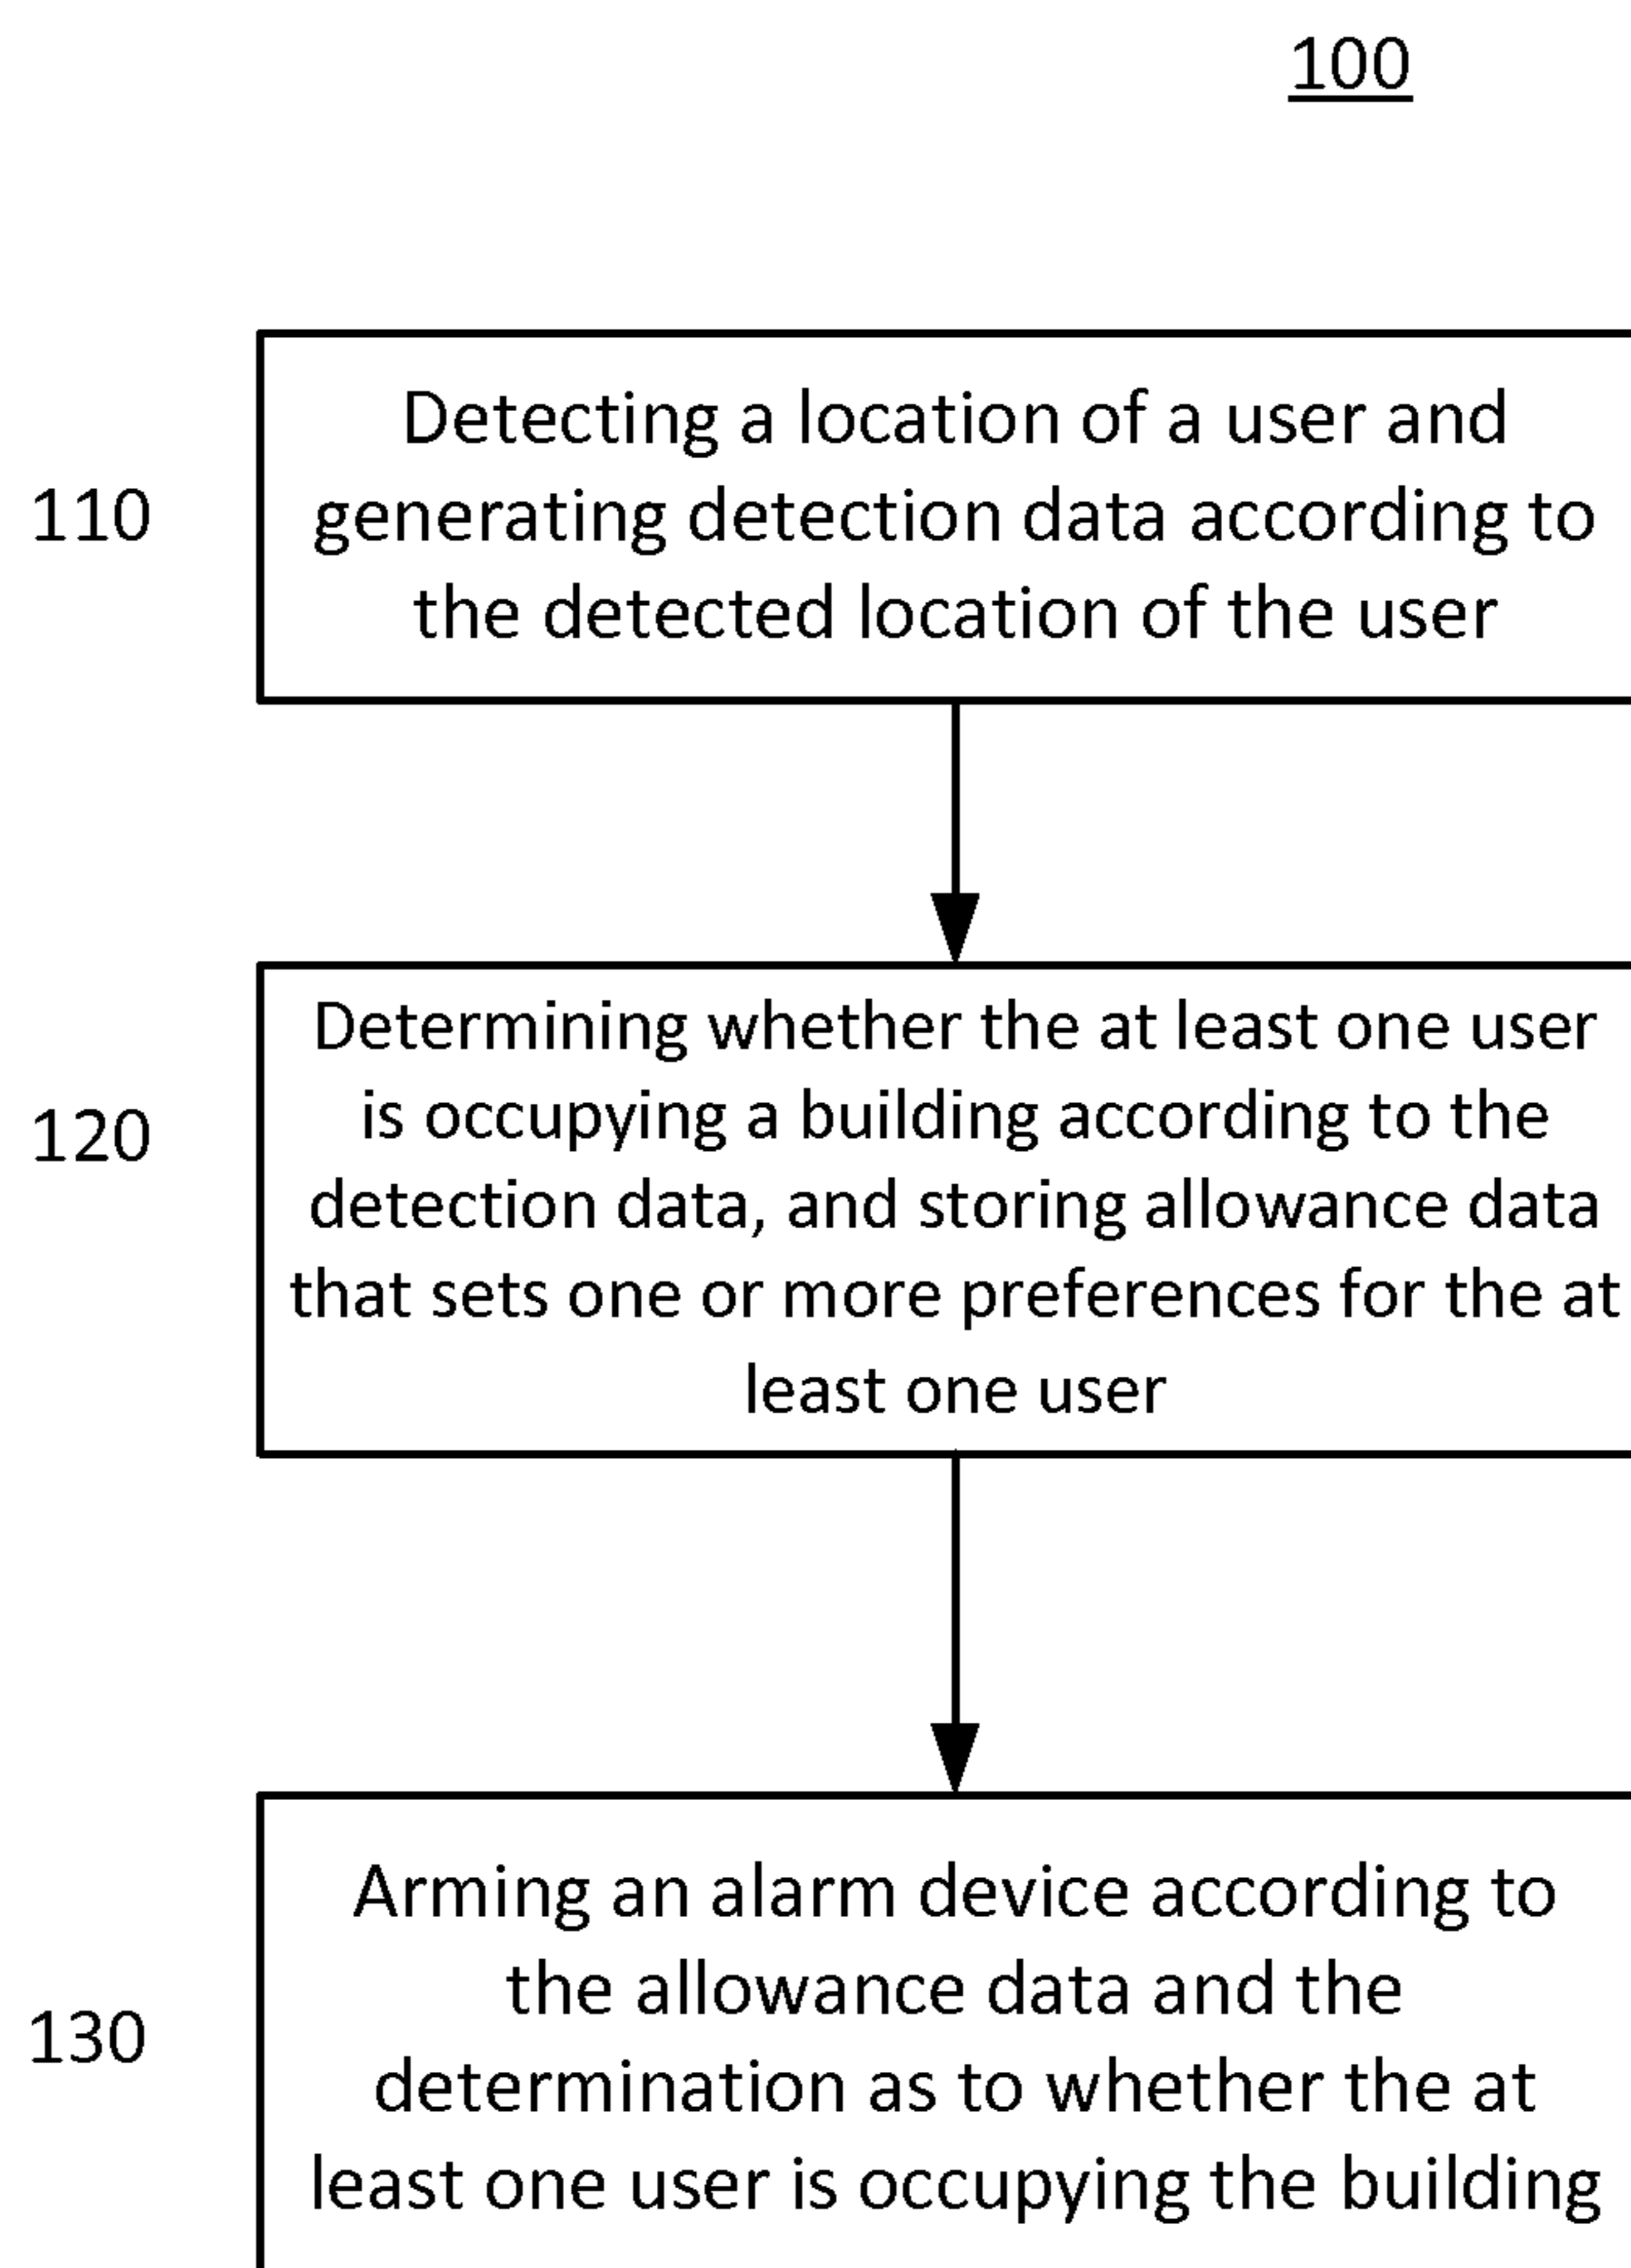 100
Detecting a location of a user and
generating detection data according to
the detected location of the user
110
Determining whether the at least one user
is occupying a building according to the
detection data, and storing allowance data
that sets one or more preferences for the at
least one user
120
Arming an alarm device according to
the allowance data and the
determination as to whether the at
least one user is occupying the building
130